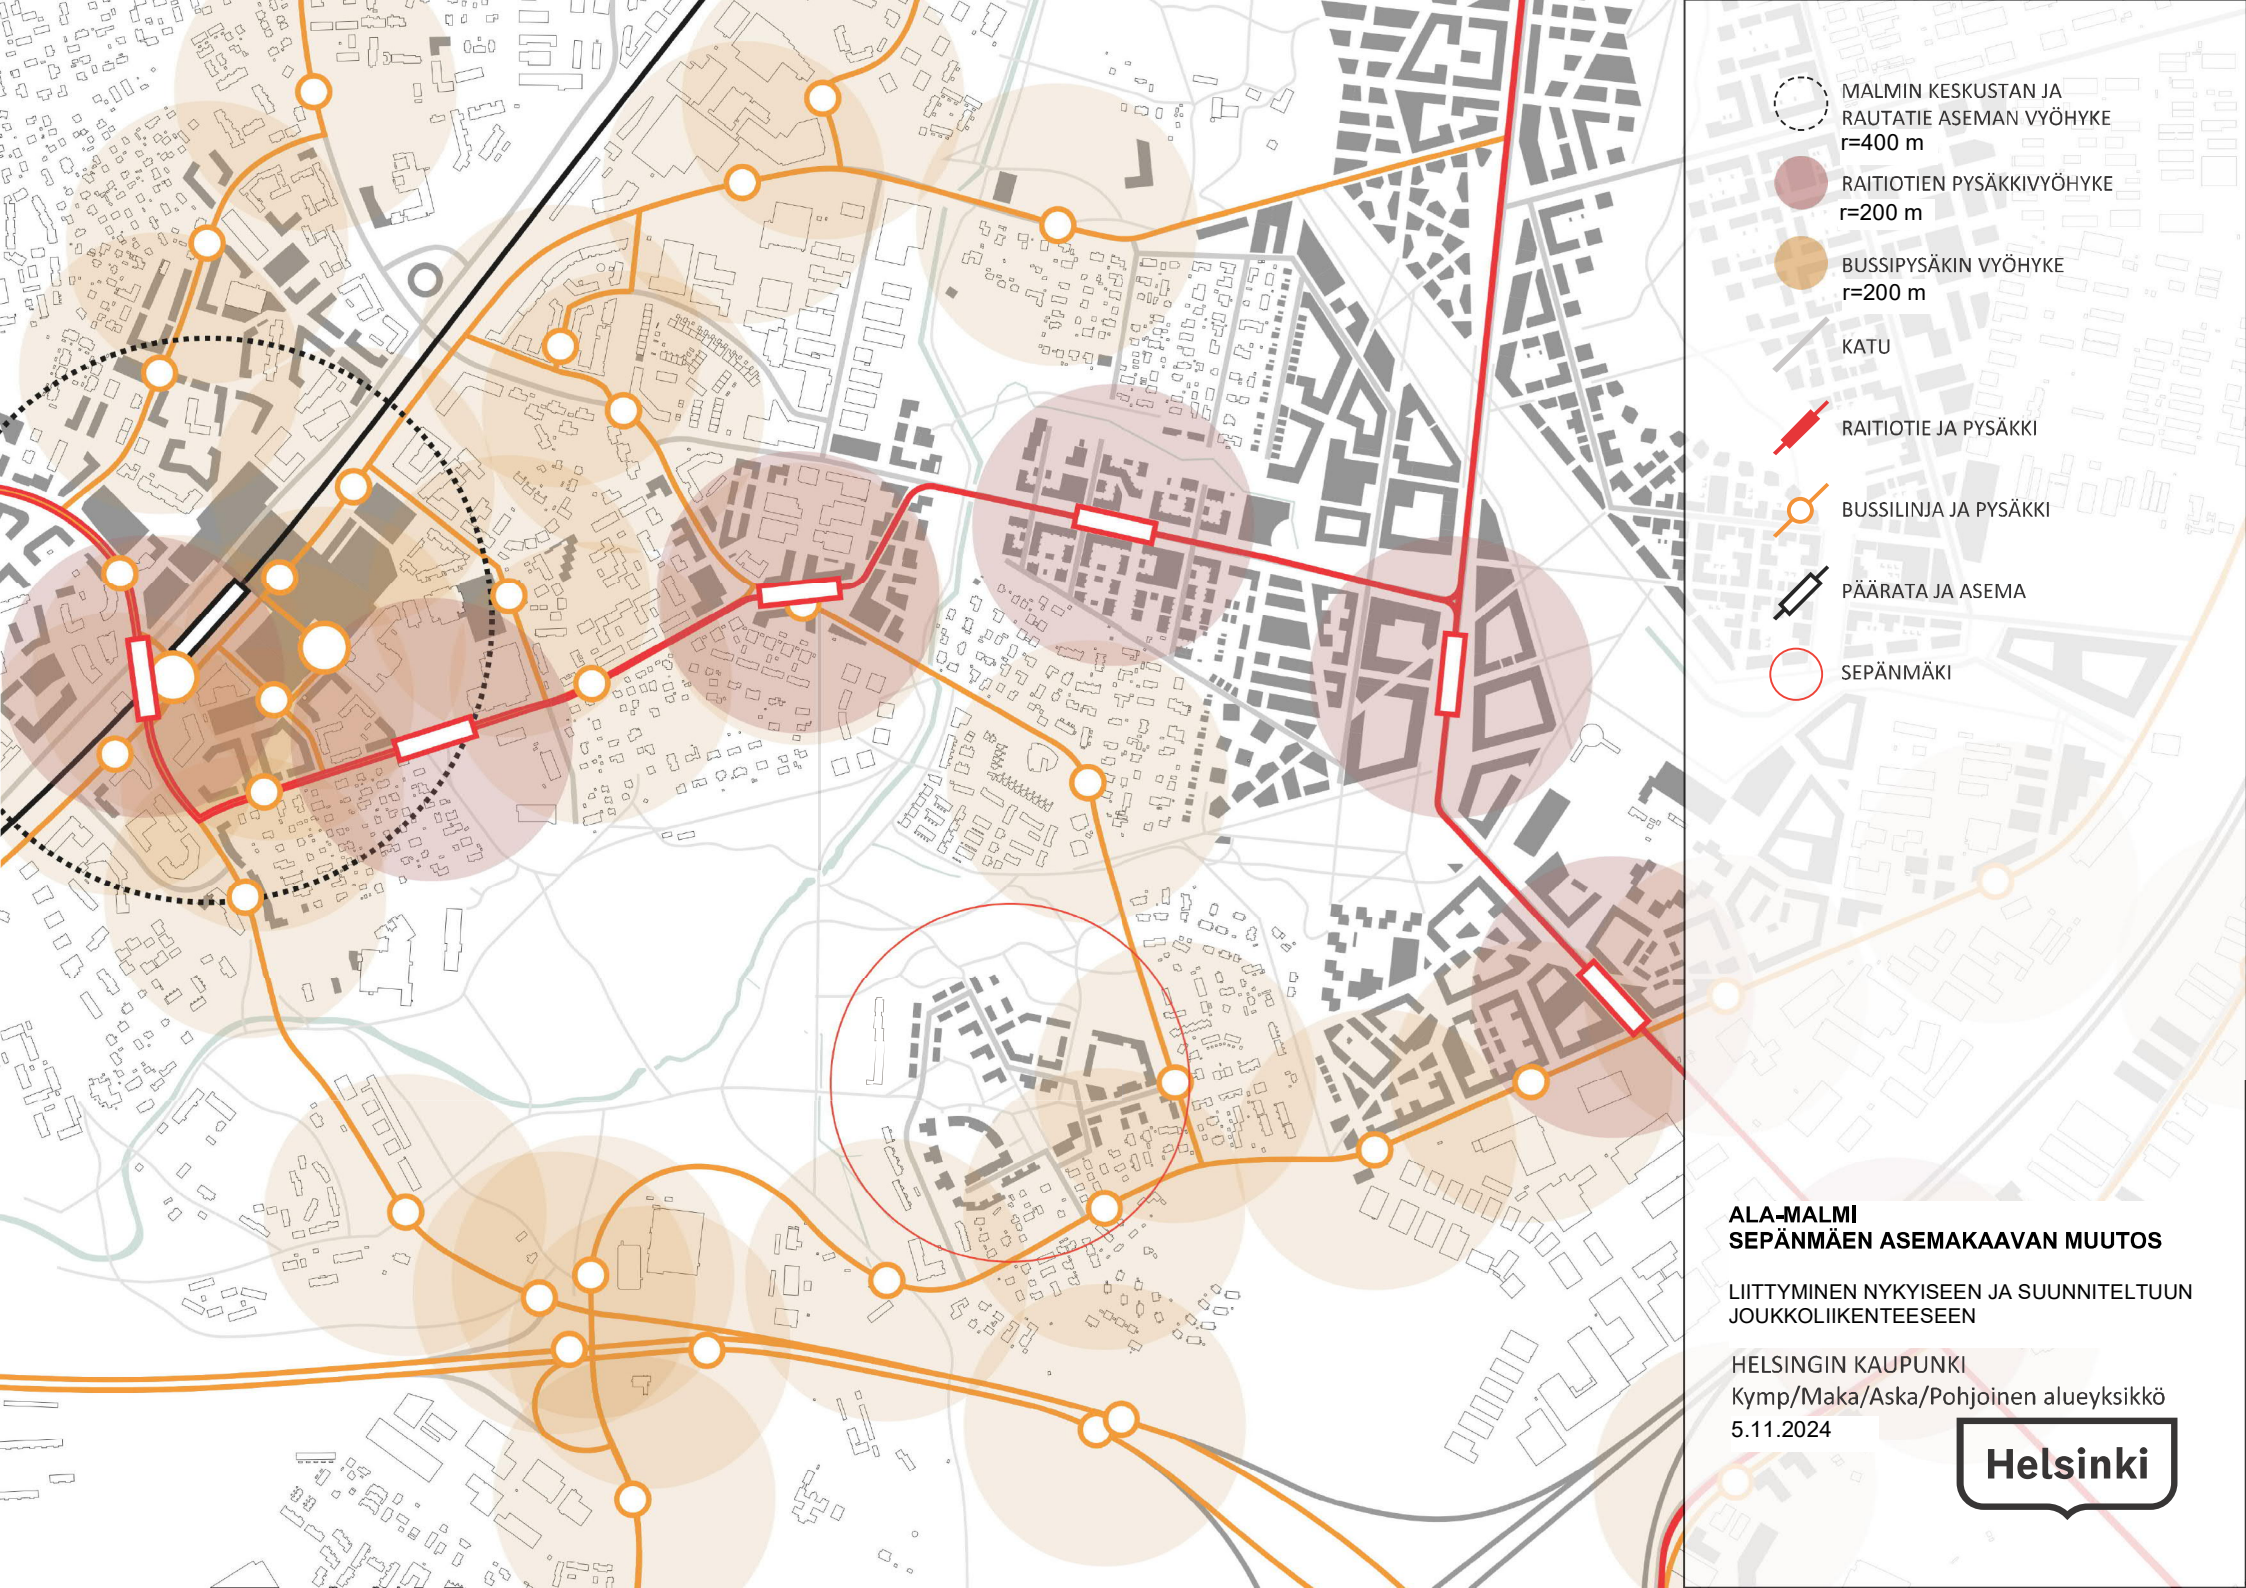 MALMIN KESKUSTAN JA
RAUTATIE ASEMAN VYÖHYKE
r=400 m
RAITIOTIEN PYSÄKKIVYÖHYKE
r=200 m
BUSSIPYSÄKIN VYÖHYKE
r=200 m
KATU
RAITIOTIE JA PYSÄKKI
BUSSILINJA JA PYSÄKKI
PÄÄRATA JA ASEMA
SEPÄNMÄKI
ALA-MALMI
SEPÄNMÄEN ASEMAKAAVAN MUUTOS
LIITTYMINEN NYKYISEEN JA SUUNNITELTUUN
JOUKKOLIIKENTEESEEN
HELSINGIN KAUPUNKI
Kymp/Maka/Aska/Pohjoinen alueyksikkö
5.11.2024
Helsinki